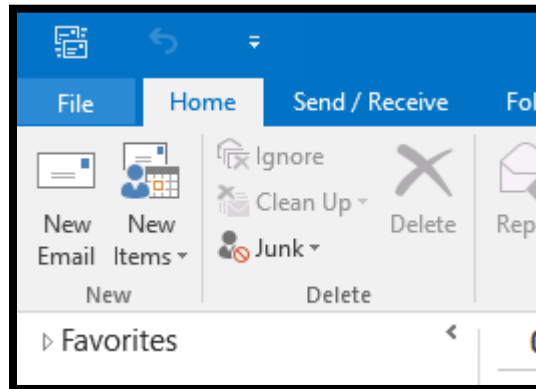 File Home Send / Receive
Ignore
Clean Up
Delete
New Email
New Items
Junk
New
Delete
Favorites